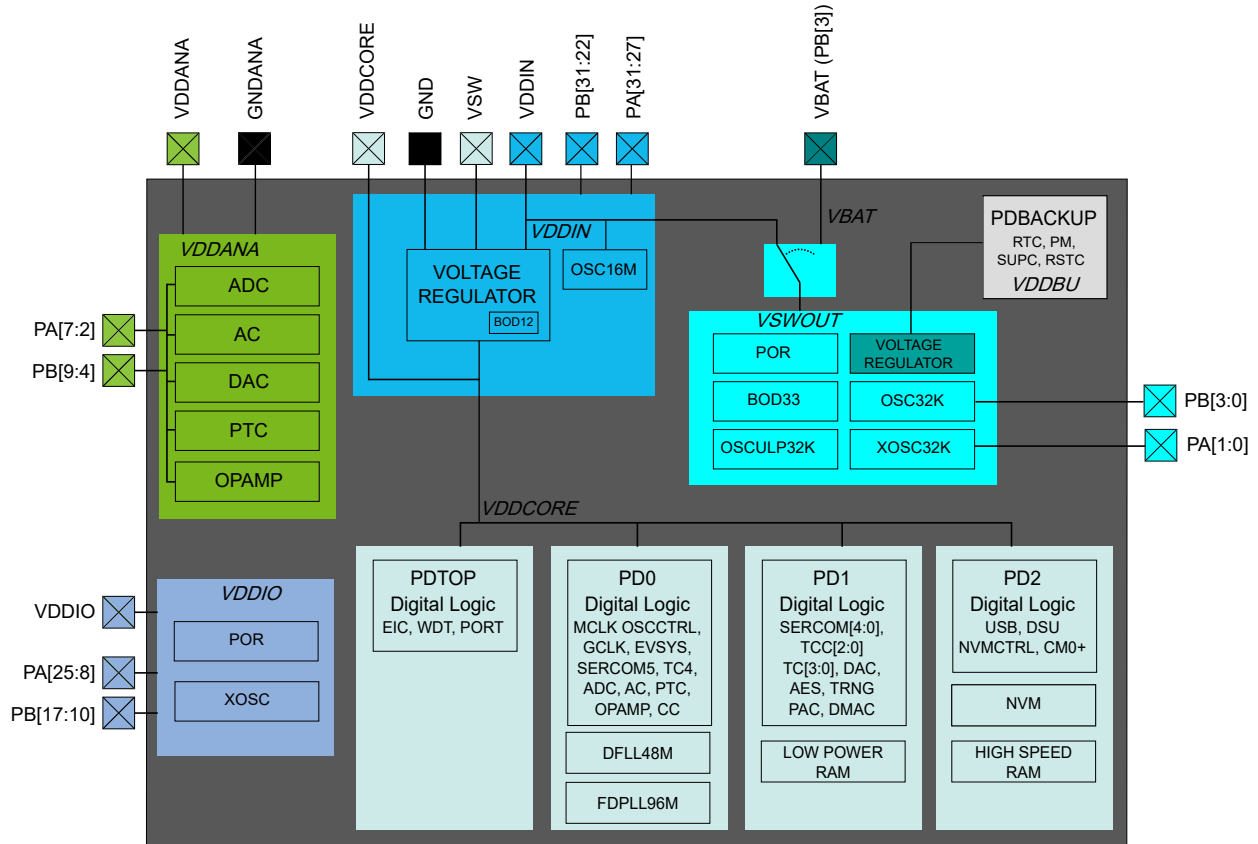 VDDANA
GNDANA
VDDCORE
GND
VSW
VDDIN
PB[31:22]
PA[31:27]
VBAT (PB[3])
VDDANA
ADC
AC
DAC
PTC
OPAMP
PA[7:2]
PB[9:4]
VDDIN
VOLTAGE
REGULATOR
BOD12
OSC16M
VBAT
PDBACKUP
RTC, PM,
SUPC, RSTC
VDDBU
VSWOUT
POR
VOLTAGE
REGULATOR
BOD33
OSC32K
OSCULP32K
XOSC32K
PB[3:0]
PA[1:0]
VDDCORE
VDDIO
VDDIO
POR
XOSC
PA[25:8]
PB[17:10]
PDTOP
Digital Logic
EIC, WDT, PORT
PD0
Digital Logic
MCLK OSCCTRL,
GCLK, EVSYS,
SERCOM5, TC4,
ADC, AC, PTC,
OPAMP, CC
DFLL48M
FDPLL96M
PD1
Digital Logic
SERCOM[4:0],
TCC[2:0]
TC[3:0], DAC,
AES, TRNG
PAC, DMAC
LOW POWER
RAM
PD2
Digital Logic
USB, DSU
NVMCTRL, CM0+
NVM
HIGH SPEED
RAM